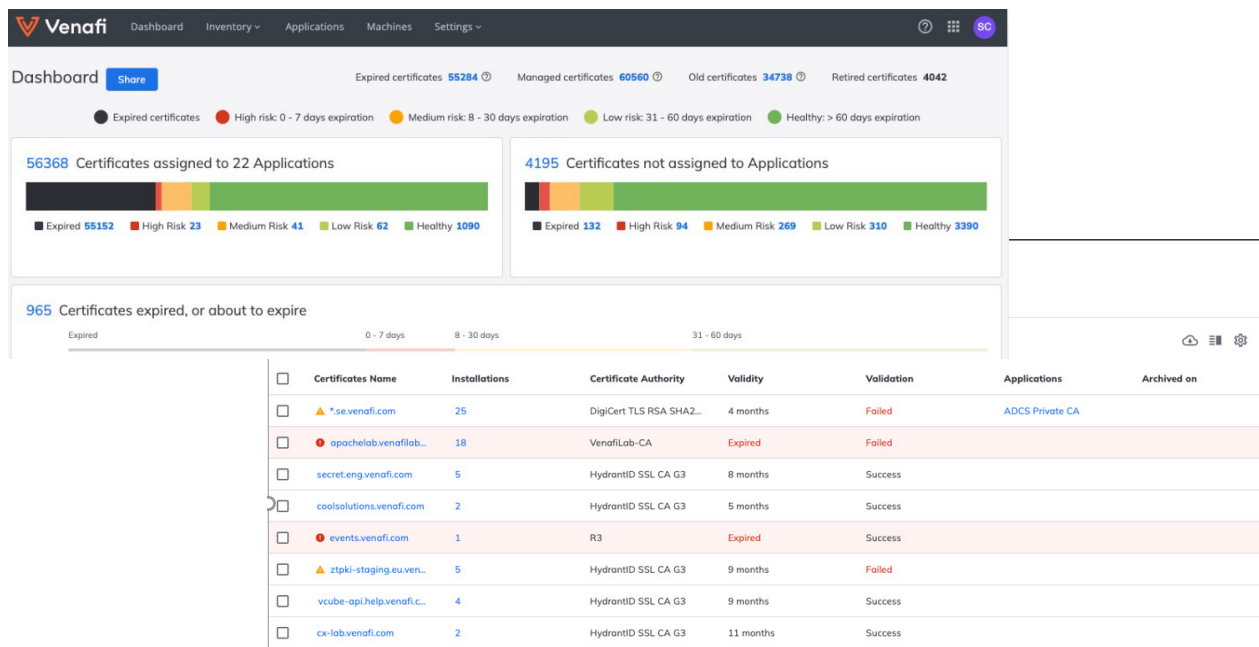 Venafi Dashboard Inventory Applications Machines Settings SC
Dashboard Share Expired certificates 55284 Managed certificates 60560 Old certificates 34738 Retired certificates 4042
Expired certificates High risk: 0 - 7 days expiration Medium risk: 8 - 30 days expiration Low risk: 31 - 60 days expiration Healthy: > 60 days expiration
56368 Certificates assigned to 22 Applications
Expired 55152 High Risk 23 Medium Risk 41 Low Risk 62 Healthy 1090
4195 Certificates not assigned to Applications
Expired 132 High Risk 94 Medium Risk 269 Low Risk 310 Healthy 3390
965 Certificates expired, or about to expire
Expired 0 - 7 days 8 - 30 days 31 - 60 days
Certificates Name Installations Certificate Authority Validity Validation Applications Archived on
*.se.venafi.com 25 DigiCert TLS RSA SHA2... 4 months Failed ADCS Private CA
apachelab.venafilab... 18 VenafiLab-CA Expired Failed
secret.eng.venafi.com 5 HydrantID SSL CA G3 8 months Success
coolsolutions.venafi.com 2 HydrantID SSL CA G3 5 months Success
events.venafi.com 1 R3 Expired Success
ztpki-staging.eu.ven... 5 HydrantID SSL CA G3 9 months Failed
vcube-api.help.venafi.c... 4 HydrantID SSL CA G3 9 months Success
cx-lab.venafi.com 2 HydrantID SSL CA G3 11 months Success